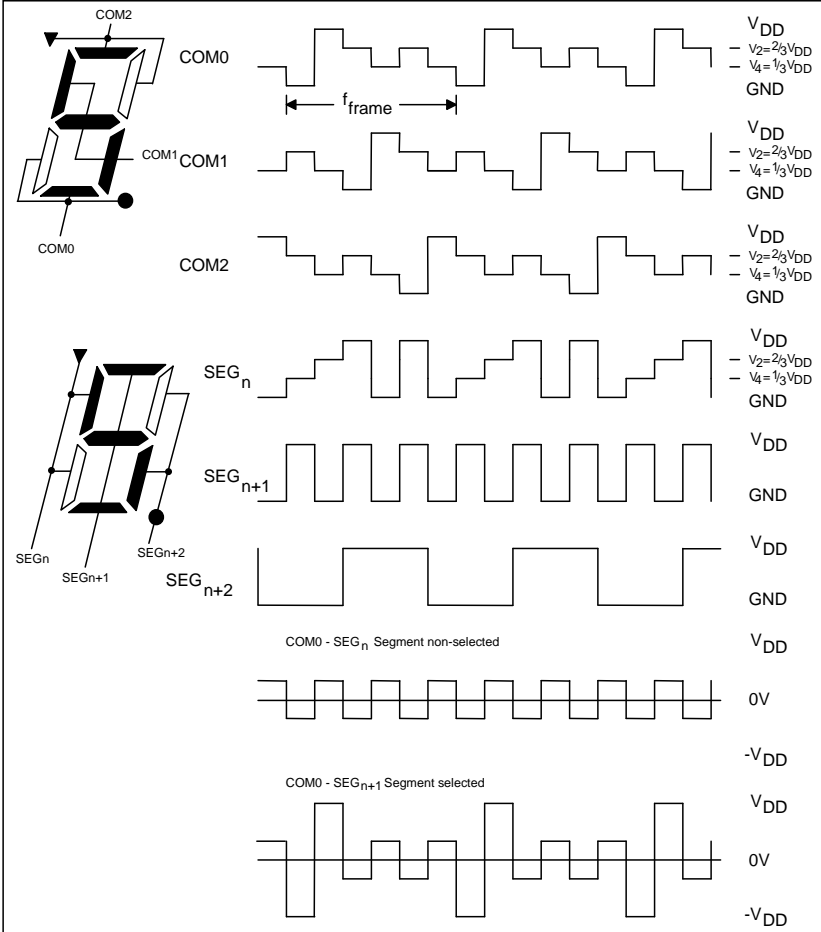 COM2
COM1
COM0
COM0
VDD
V2=2/3VDD
V4=1/3VDD
GND
fframe
COM1
VDD
V2=2/3VDD
V4=1/3VDD
GND
COM2
VDD
V2=2/3VDD
V4=1/3VDD
GND
SEGn
SEGn+1
SEGn+2
SEGn
VDD
V2=2/3VDD
V4=1/3VDD
GND
SEGn+1
VDD
GND
SEGn+2
VDD
GND
COM0 - SEGn Segment non-selected
VDD
0V
-VDD
COM0 - SEGn+1 Segment selected
VDD
0V
-VDD